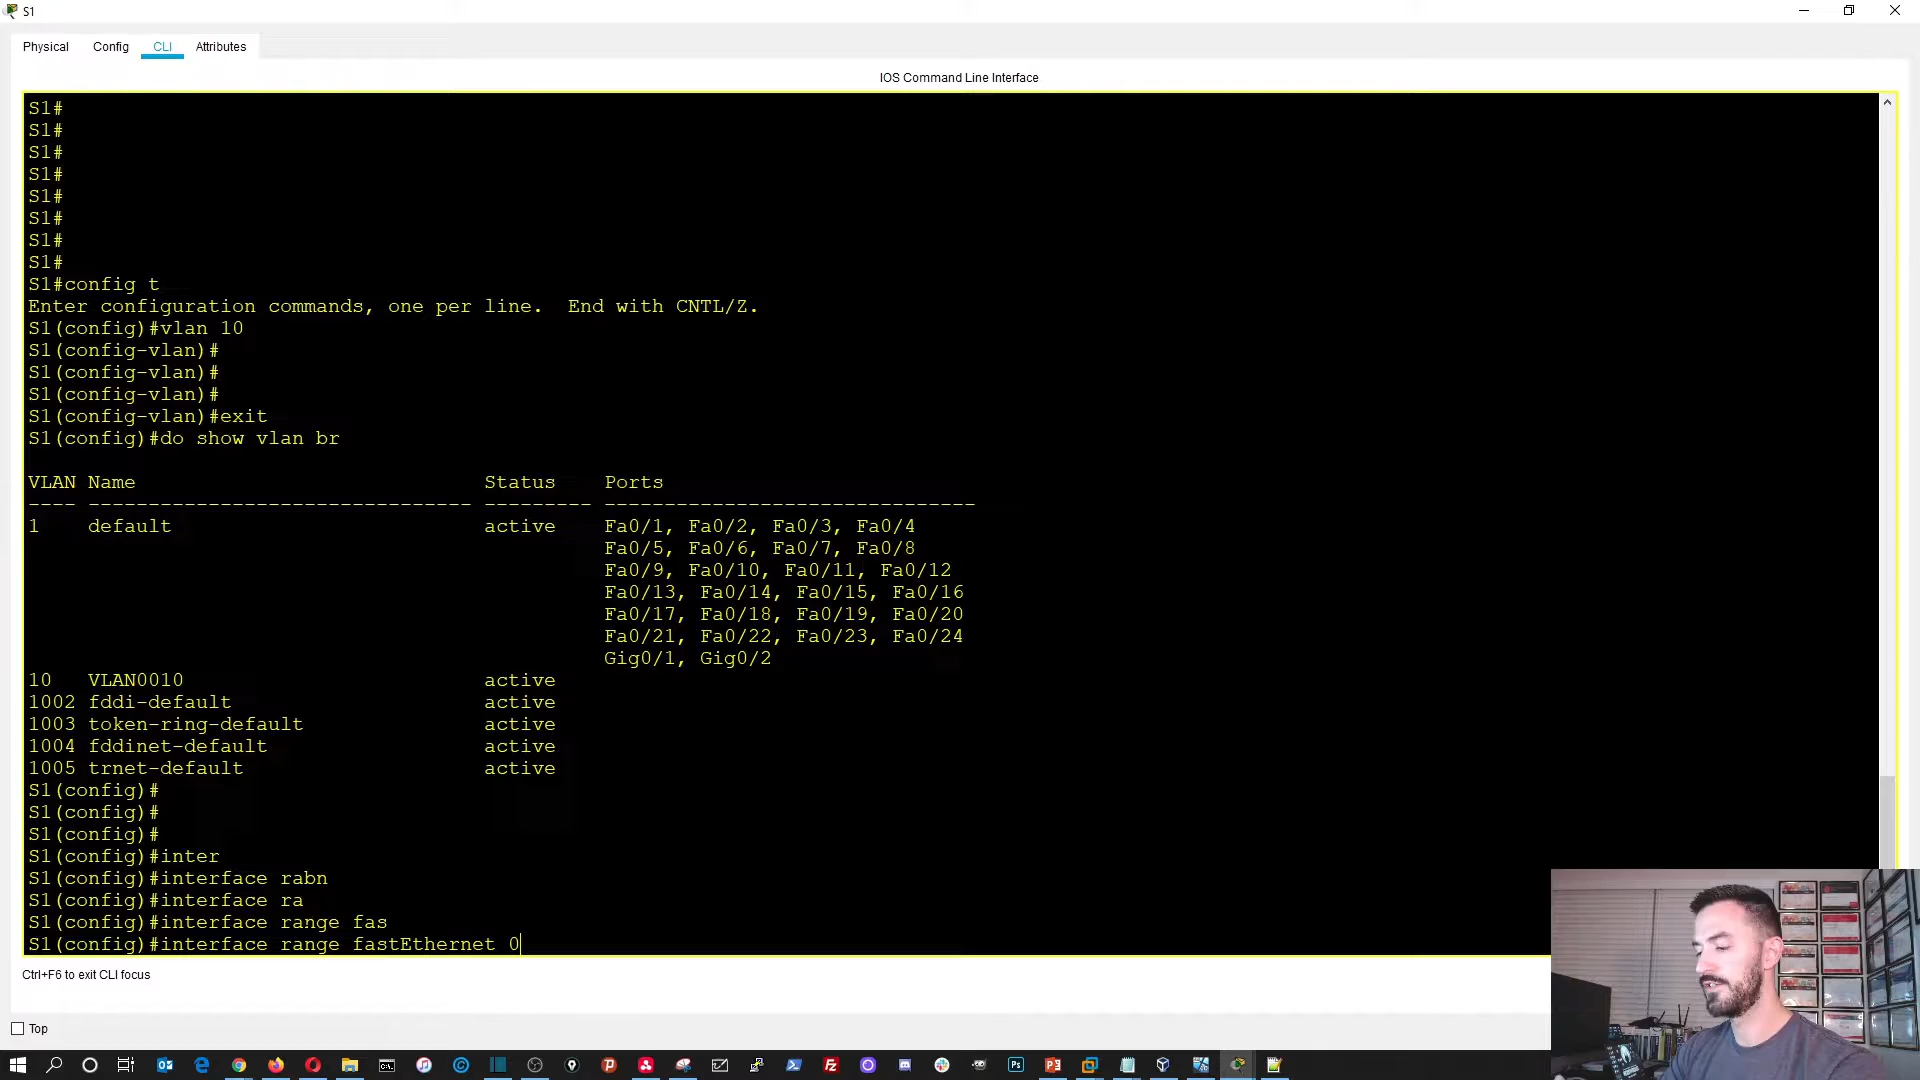 S1
Physical Config CLI Attributes
IOS Command Line Interface
S1#
S1#
S1#
S1#
S1#
S1#
S1#
S1#
S1#config t
Enter configuration commands, one per line.  End with CNTL/Z.
S1(config)#vlan 10
S1(config-vlan)#
S1(config-vlan)#
S1(config-vlan)#
S1(config-vlan)#exit
S1(config)#do show vlan br
VLAN Name                             Status    Ports
---- -------------------------------- --------- -------------------------------
1    default                          active    Fa0/1, Fa0/2, Fa0/3, Fa0/4
Fa0/5, Fa0/6, Fa0/7, Fa0/8
Fa0/9, Fa0/10, Fa0/11, Fa0/12
Fa0/13, Fa0/14, Fa0/15, Fa0/16
Fa0/17, Fa0/18, Fa0/19, Fa0/20
Fa0/21, Fa0/22, Fa0/23, Fa0/24
Gig0/1, Gig0/2
10   VLAN0010                         active
1002 fddi-default                     active
1003 token-ring-default               active
1004 fddinet-default                  active
1005 trnet-default                    active
S1(config)#
S1(config)#
S1(config)#
S1(config)#inter
S1(config)#interface rabn
S1(config)#interface ra
S1(config)#interface range fas
S1(config)#interface range fastEthernet 0
Ctrl+F6 to exit CLI focus
Top